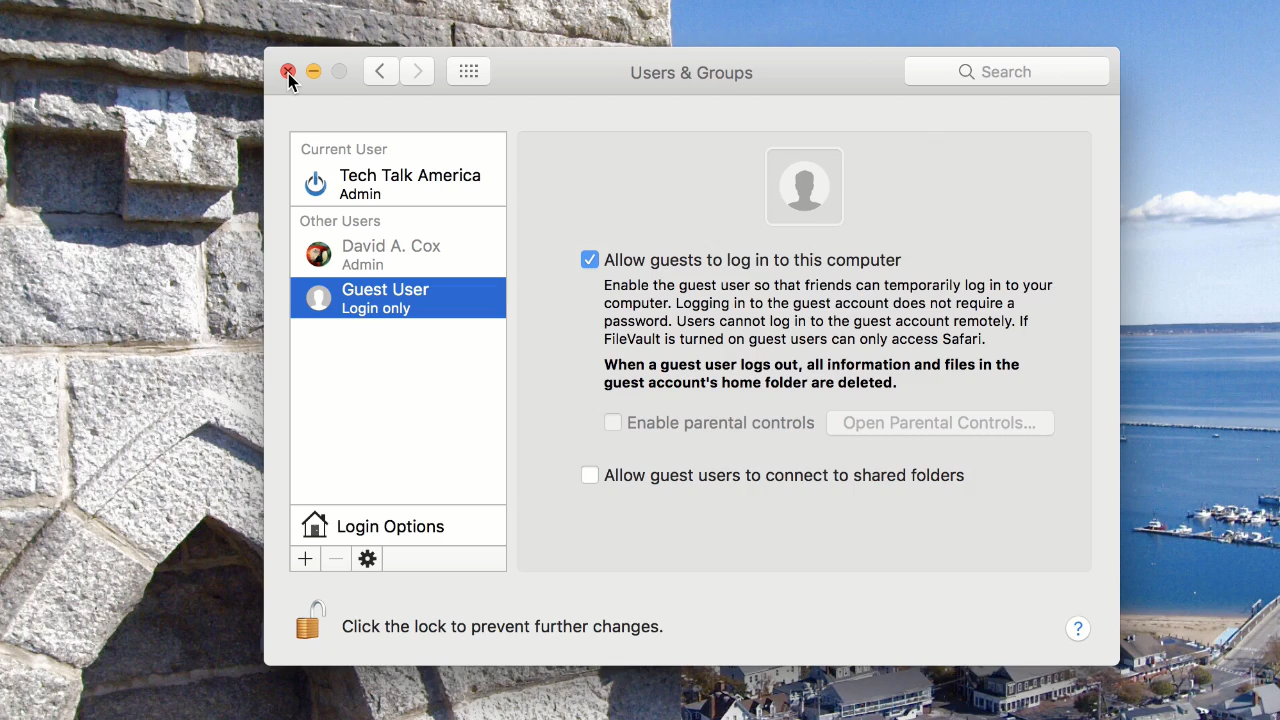 Users & Groups
Search
Current User
Tech Talk America
Admin
Other Users
David A. Cox
Admin
Guest User
Login only
Login Options
Allow guests to log in to this computer
Enable the guest user so that friends can temporarily log in to your
computer. Logging in to the guest account does not require a
password. Users cannot log in to the guest account remotely. If
FileVault is turned on guest users can only access Safari.
When a guest user logs out, all information and files in the
guest account's home folder are deleted.
Enable parental controls
Open Parental Controls...
Allow guest users to connect to shared folders
Click the lock to prevent further changes.
?